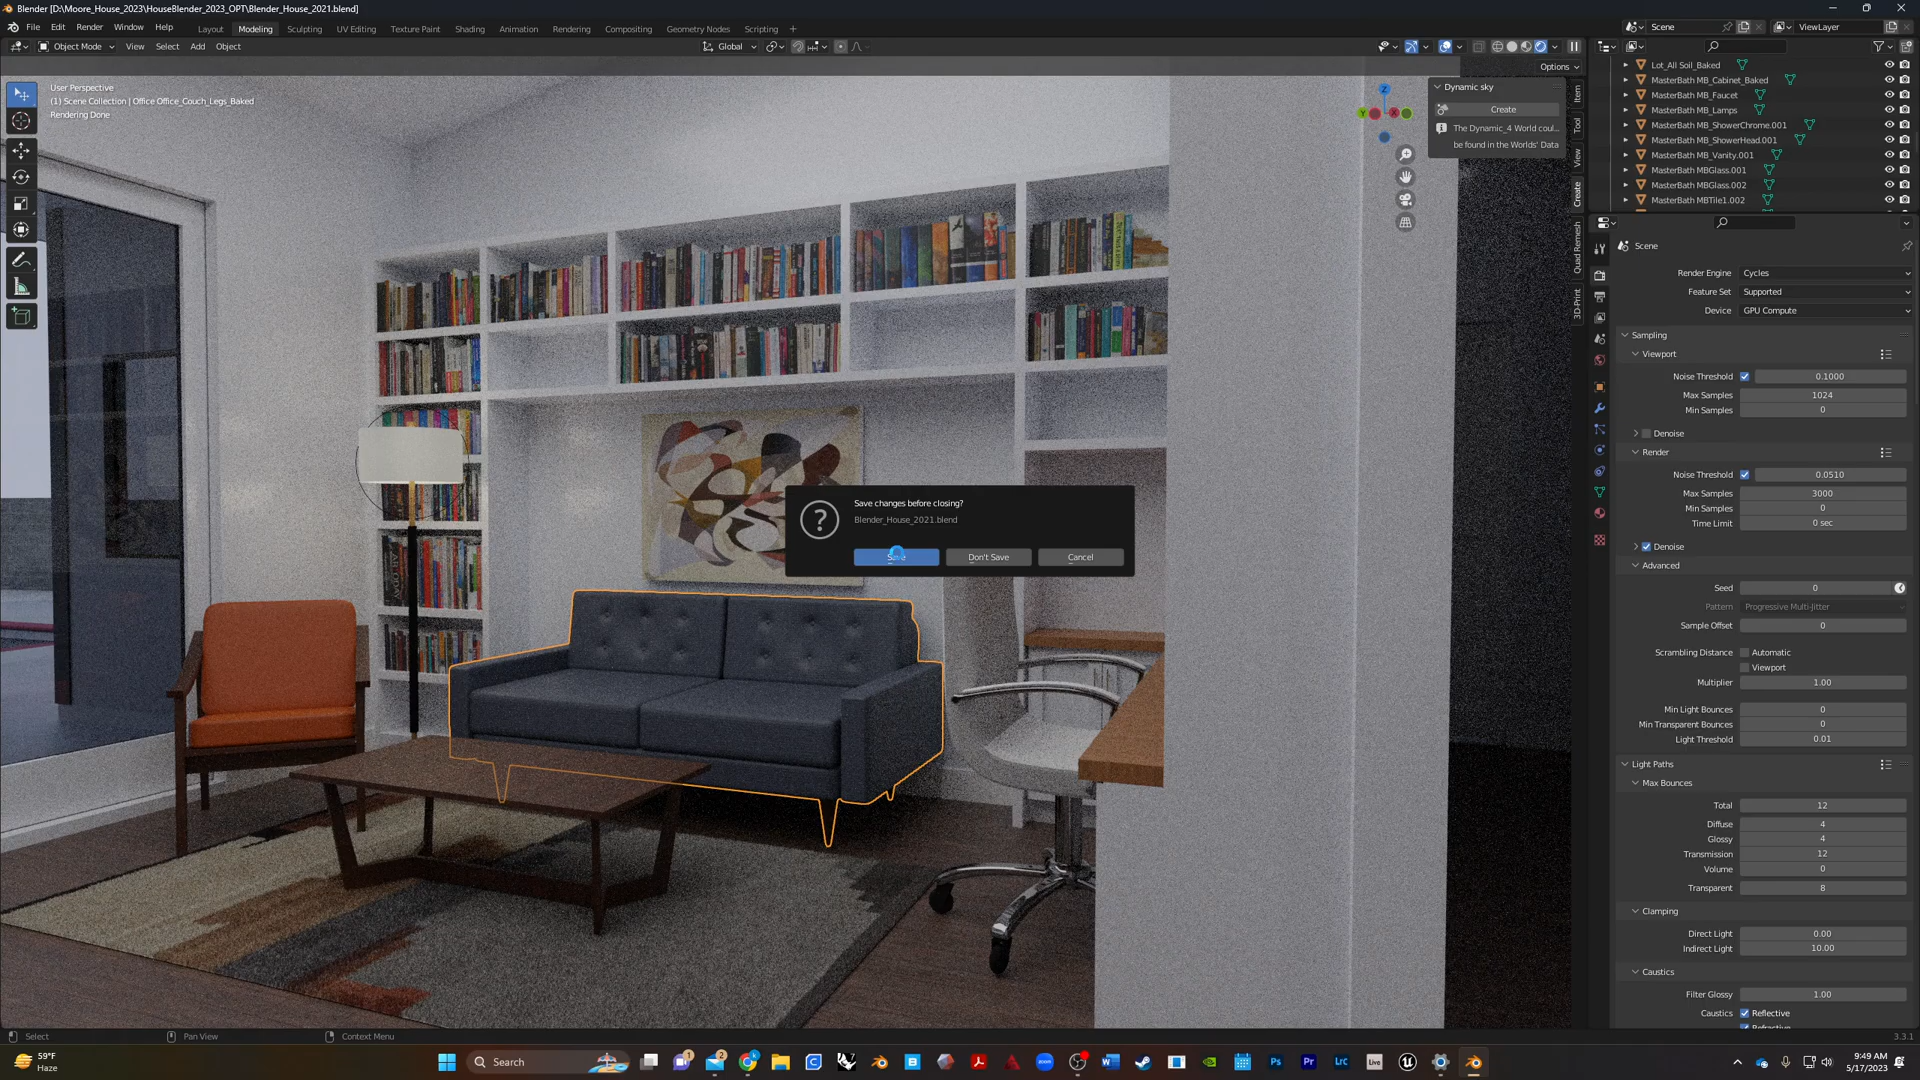 Blender [D:\Moore_House_2023\HouseBlender_2023_OPT\Blender_House_2021.blend]
File Edit Render Window Help
Layout Modeling Sculpting UV Editing Texture Paint Shading Animation Rendering Compositing Geometry Nodes Scripting +
Scene
ViewLayer
Object Mode View Select Add Object
Global
Options
User Perspective
(1) Scene Collection | Office Office_Couch_Legs_Baked
Rendering Done
Z
Y
X
Dynamic sky
Create
The Dynamic_4 World coul...
be found in the Worlds' Data
Item
Tool
View
Create
Quad Remesh
3D-Print
Lot_All Soil_Baked
MasterBath MB_Cabinet_Baked
MasterBath MB_Faucet
MasterBath MB_Lamps
MasterBath MB_ShowerChrome.001
MasterBath MB_ShowerHead.001
MasterBath MB_Vanity.001
MasterBath MBGlass.001
MasterBath MBGlass.002
MasterBath MBTile1.002
Scene
Render Engine Cycles
Feature Set Supported
Device GPU Compute
Sampling
Viewport
Noise Threshold 0.1000
Max Samples 1024
Min Samples 0
Denoise
Render
Noise Threshold 0.0510
Max Samples 3000
Min Samples 0
Time Limit 0 sec
Denoise
Advanced
Seed 0
Pattern Progressive Multi-Jitter
Sample Offset 0
Scrambling Distance Automatic
Viewport
Multiplier 1.00
Min Light Bounces 0
Min Transparent Bounces 0
Light Threshold 0.01
Light Paths
Max Bounces
Total 12
Diffuse 4
Glossy 4
Transmission 12
Volume 0
Transparent 8
Clamping
Direct Light 0.00
Indirect Light 10.00
Caustics
Filter Glossy 1.00
Caustics Reflective
Refractive
Save changes before closing?
Blender_House_2021.blend
Don't Save Cancel
Select Pan View Context Menu
3.3.1
59°F
Haze
Search
9:49 AM
5/17/2023